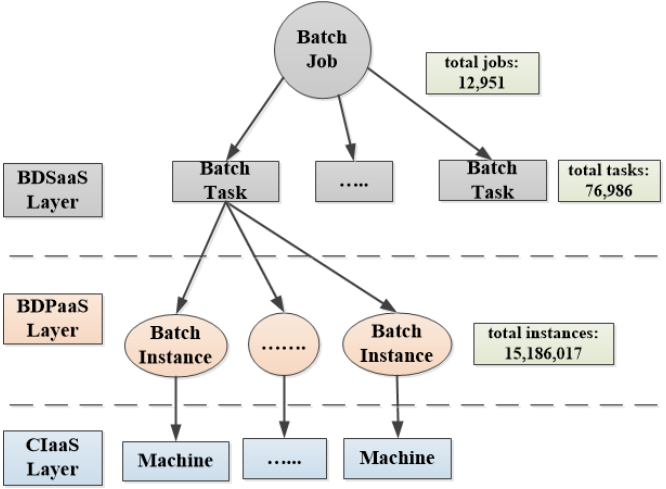 Batch
Job
total jobs:
12,951
BDSaaS
Layer
Batch
Task
.....
Batch
Task
total tasks:
76,986
BDPaaS
Layer
Batch
Instance
.......
Batch
Instance
total instances:
15,186,017
CIaaS
Layer
Machine
......
Machine